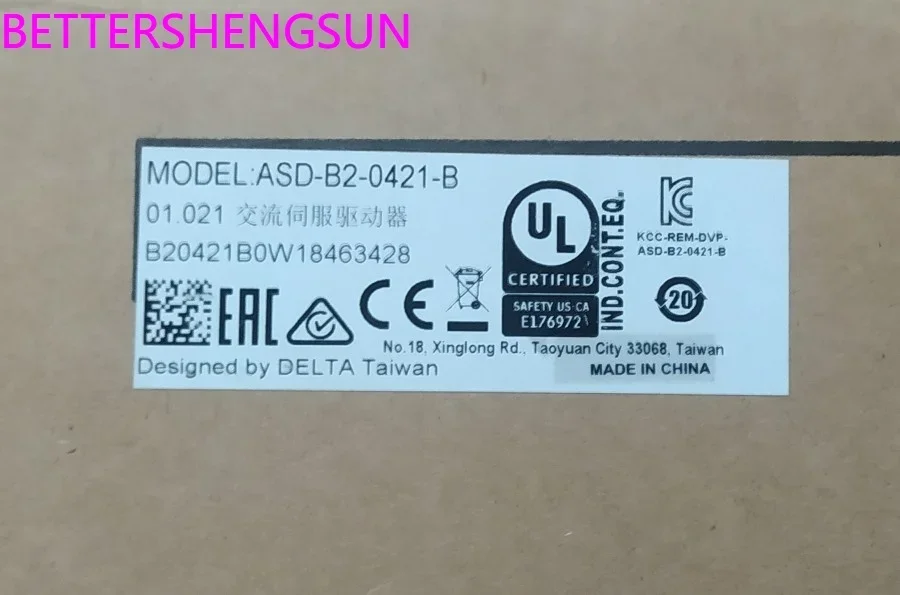 BETTERSHENGSUN
MODEL:ASD-B2-0421-B
01.021 交流伺服驱动器
B20421B0W18463428
EAC
CE
UL
CERTIFIED
SAFETY US CA
E176972
IND.CONT.EQ.
KC
KCC-REM-DVP-
ASD-B2-0421-B
20
No.18, Xinglong Rd., Taoyuan City 33068, Taiwan
Designed by DELTA Taiwan
MADE IN CHINA